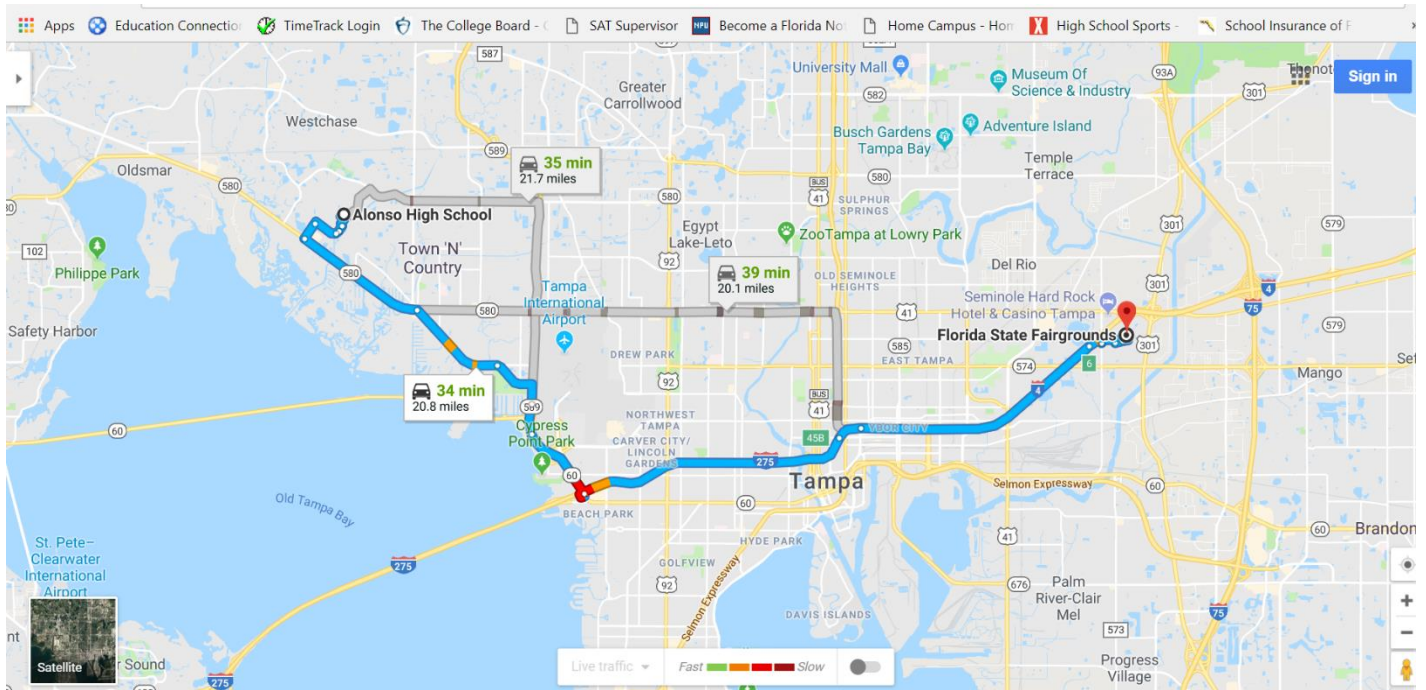 Apps Education Connection TimeTrack Login The College Board - SAT Supervisor NPU Become a Florida No Home Campus - Hom High School Sports - School Insurance of F
587
University Mall
Museum Of
Science & Industry
93A
301
Sign in
Greater
Carrollwood
582
Westchase
Busch Gardens
Tampa Bay
Adventure Island
589
Oldsmar
35 min
21.7 miles
Temple
Terrace
580
BUS
41
580
580
SULPHUR
SPRINGS
Alonso High School
Egypt
Lake-Leto
ZooTampa at Lowry Park
301
579
102
Philippe Park
Town 'N'
Country
92
Del Rio
580
39 min
20.1 miles
OLD SEMINOLE
HEIGHTS
Tampa
International
Airport
Seminole Hard Rock
Hotel & Casino Tampa
4
75
580
41
Safety Harbor
Florida State Fairgrounds
301
579
585
DREW PARK
EAST TAMPA
574
6
Mango
92
34 min
20.8 miles
BUS
41
4
589
NORTHWEST
TAMPA
Cypress
Point Park
CARVER CITY/
LINCOLN
GARDENS
45B
YBOR CITY
60
275
60
Tampa
Selmon Expressway
60
Old Tampa Bay
60
BEACH PARK
60
Brandon
St. Pete–
Clearwater
International
Airport
HYDE PARK
41
275
GOLFVIEW
92
676
Palm
River-Clair
Mel
Selmon Expressway
DAVIS ISLANDS
75
573
Satellite
Sound
Live traffic Fast Slow
Progress
Village
275